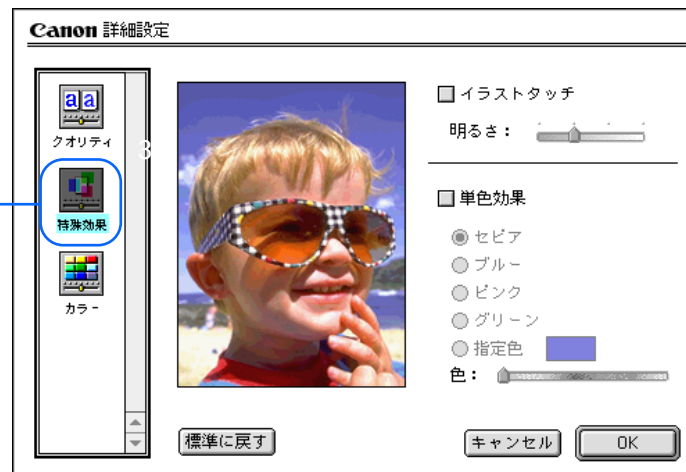 Canon 詳細設定
aa
クオリティ
3
特殊効果
カラー
イラストタッチ
明るさ：
単色効果
セピア
ブルー
ピンク
グリーン
指定色
色：
標準に戻す
キャンセル
OK